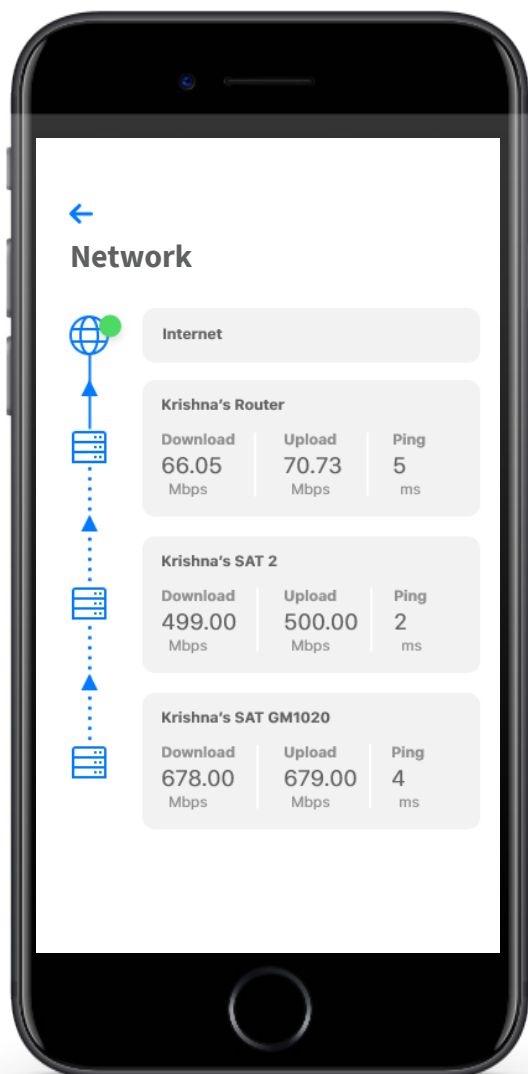 Network
Internet
Krishna's Router
Download Upload Ping
66.05 70.73 5
Mbps Mbps ms
Krishna's SAT 2
Download Upload Ping
499.00 500.00 2
Mbps Mbps ms
Krishna's SAT GM1020
Download Upload Ping
678.00 679.00 4
Mbps Mbps ms